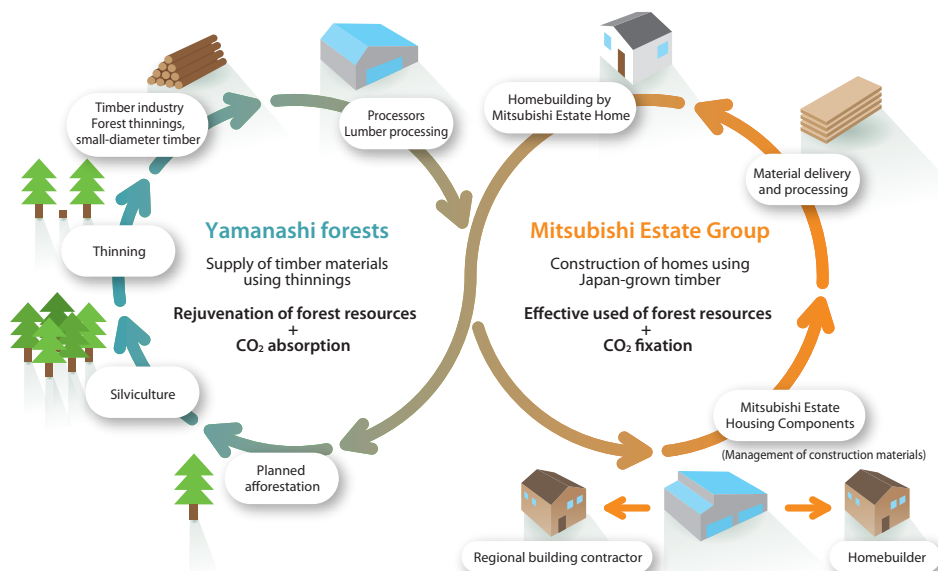 Timber industry
Forest thinnings,
small-diameter timber
Processors
Lumber processing
Homebuilding by
Mitsubishi Estate Home
Material delivery
and processing
Thinning
Yamanashi forests
Supply of timber materials
using thinnings
Rejuvenation of forest resources
+
CO₂ absorption
Mitsubishi Estate Group
Construction of homes using
Japan-grown timber
Effective used of forest resources
+
CO₂ fixation
Silviculture
Planned
afforestation
Mitsubishi Estate
Housing Components
(Management of construction materials)
Regional building contractor
Homebuilder